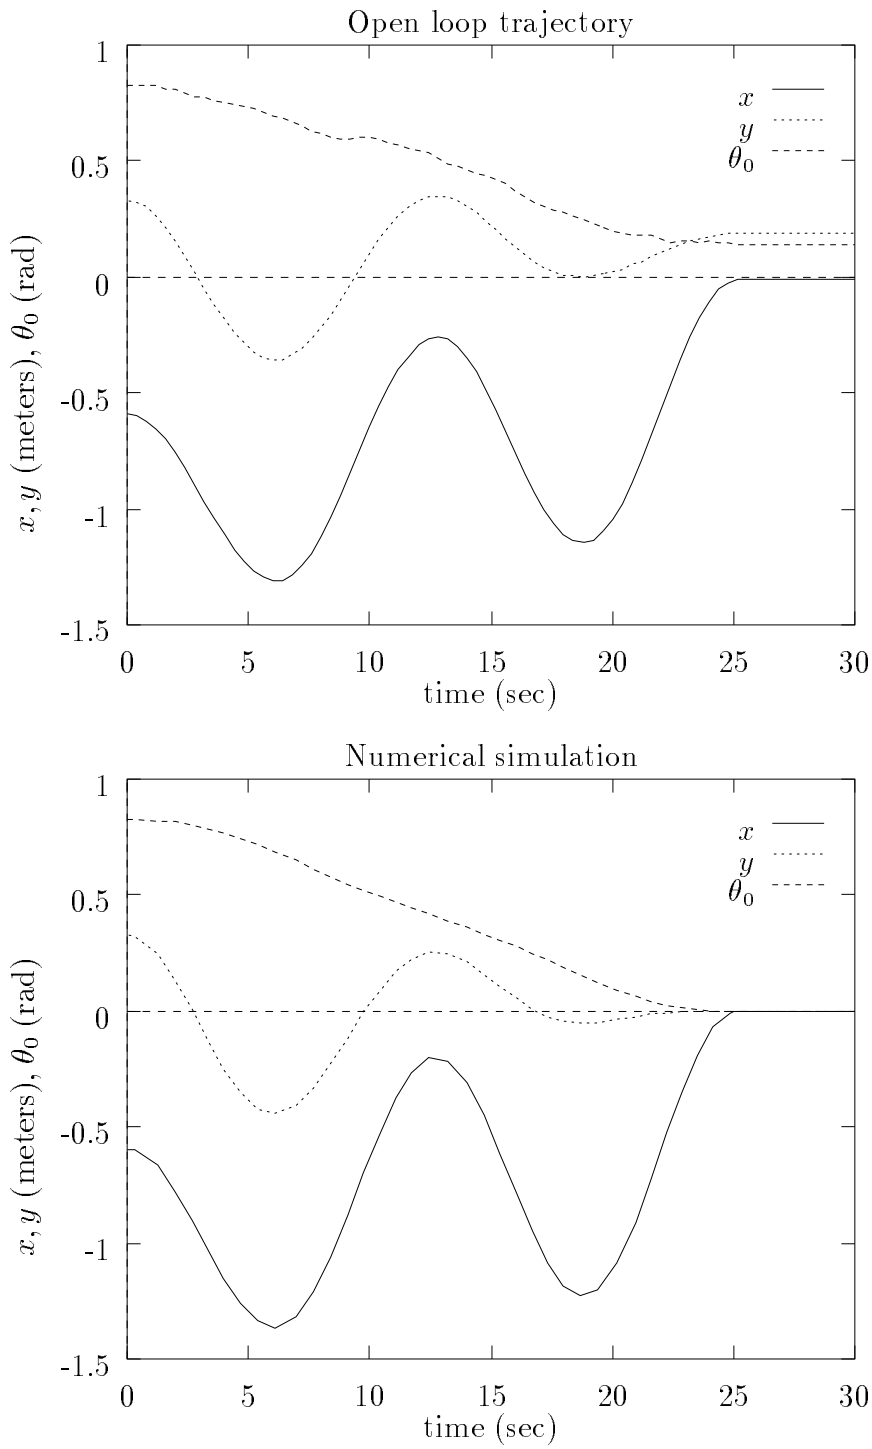 Open loop trajectory
x, y (meters), θ0 (rad)
1
0.5
0
-0.5
-1
-1.5
x
y
θ0
0 5 10 15 20 25 30
time (sec)
Numerical simulation
x, y (meters), θ0 (rad)
1
0.5
0
-0.5
-1
-1.5
x
y
θ0
0 5 10 15 20 25 30
time (sec)